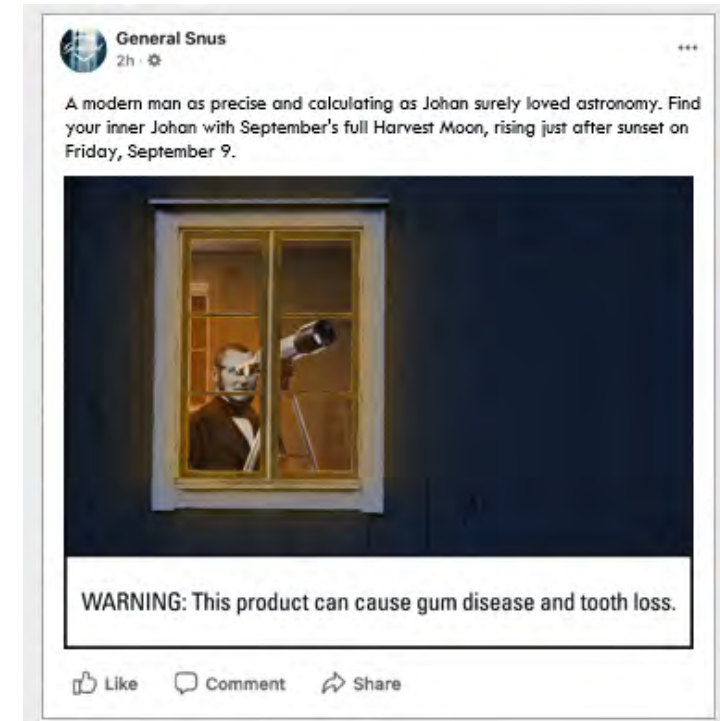 General Snus
2h
A modern man as precise and calculating as Johan surely loved astronomy. Find
your inner Johan with September's full Harvest Moon, rising just after sunset on
Friday, September 9.
WARNING: This product can cause gum disease and tooth loss.
Like Comment Share